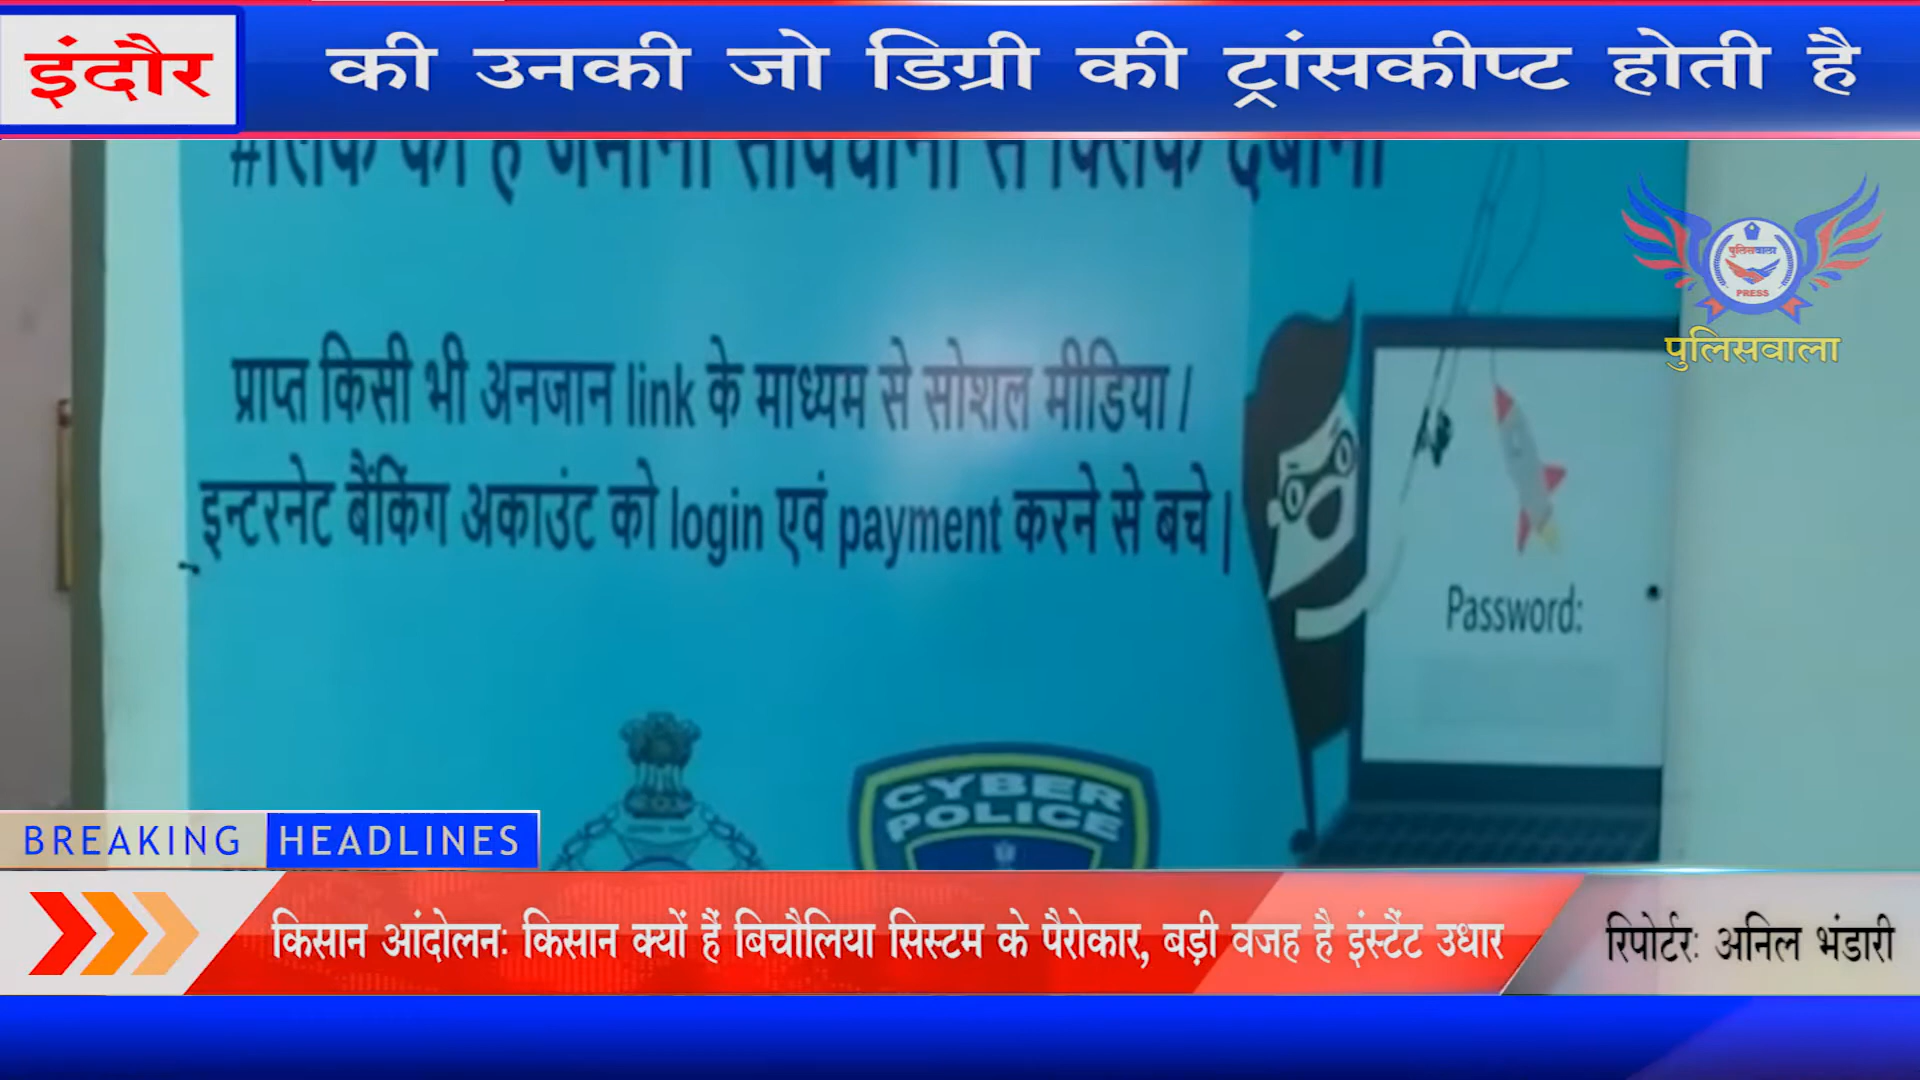 इंदौर
की उनकी जो डिग्री की ट्रांसकीप्ट होती है
पुलिसवाला
PRESS
पुलिसवाला
प्राप्त किसी भी अनजान link के माध्यम से सोशल मीडिया /
इन्टरनेट बैंकिंग अकाउंट को login एवं payment करने से बचे |
Password:
CYBER
POLICE
BREAKING HEADLINES
किसान आंदोलन: किसान क्यों हैं बिचौलिया सिस्टम के पैरोकार, बड़ी वजह है इंस्टैंट उधार
रिपोर्टर: अनिल भंडारी